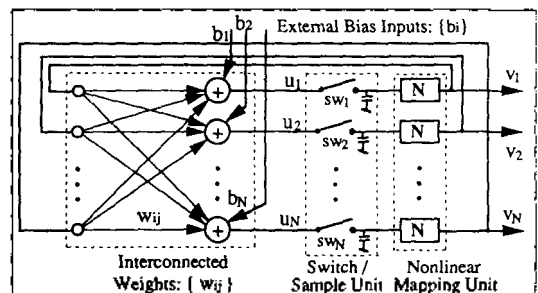 b1
b2
External Bias Inputs: {bi}
u1
sw1
N
v1
u2
sw2
N
v2
wij
bN
uN
swN
N
vN
Interconnected
Weights: { wij }
Switch /
Sample Unit
Nonlinear
Mapping Unit